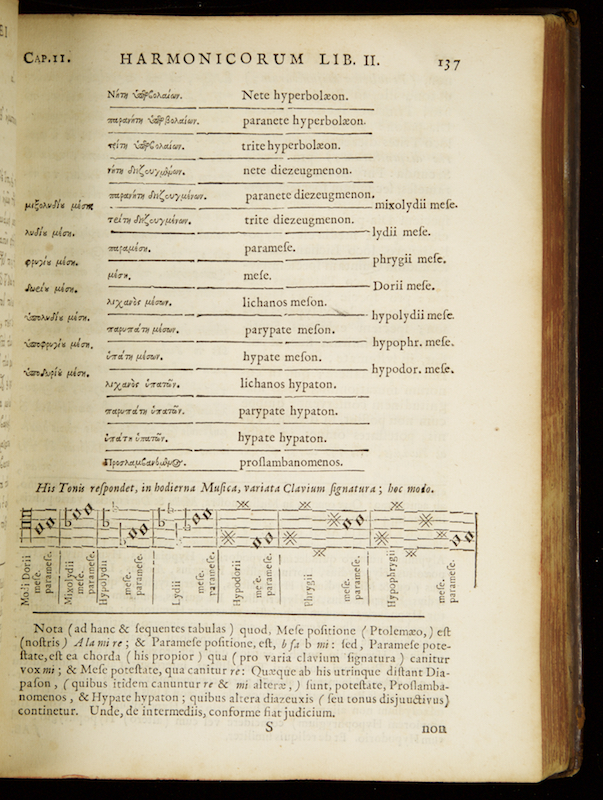 CAP. II. HARMONICORUM LIB. II. 137
Νήτη ὑπερβολαίων. Nete hyperbolæon.
παρανήτη ὑπερβολαίων. paranete hyperbolæon.
τρίτη ὑπερβολαίων. trite hyperbolæon.
νήτη διεζευγμένων. nete diezeugmenon.
παρανήτη διεζευγμένων. paranete diezeugmenon.
μιξολυδίε μέση mixolydii meſe.
τρίτη διεζευγμένων. trite diezeugmenon.
λυδίε μέση. lydii meſe.
παραμέση. parameſe.
φρυγίε μέση. phrygii meſe.
μέση. meſe.
δωρίε μέση. Dorii meſe.
λιχανὸς μέσων. lichanos meſon.
ὑπολυδίε μέση. hypolydii meſe.
παρυπάτη μέσων. parypate meſon.
ὑποφρυγίε μέση. hypophr. meſe.
ὑπάτη μέσων. hypate meſon.
ὑποδωρίε μέση. hypodor. meſe.
λιχανὸς ὑπατῶν. lichanos hypaton.
παρυπάτη ὑπατῶν. parypate hypaton.
ὑπάτη ὑπατῶν. hypate hypaton.
Προσλαμβανόμενος. proſlambanomenos.
His Tonis reſpondet, in hodierna Muſica, variata Clavium ſignatura; hoc modo.
Modi Dorii
meſe.
parameſe.
Mixolydii
meſe.
parameſe.
Hypolydii
meſe.
parameſe.
Lydii
meſe.
parameſe.
Hypodorii
meſe.
parameſe.
Phrygii
meſe.
parameſe.
Hypophrygii
meſe.
parameſe.
Nota (ad hanc & ſequentes tabulas) quod, Meſe poſitione (Ptolemæo,) eſt
(noſtris) A la mi re; & Parameſe poſitione, eſt, b fa b mi: ſed, Parameſe pote-
ſtate, eſt ea chorda (his propior) qua (pro varia clavium ſignatura) canitur
vox mi; & Meſe poteſtate, qua canitur re: Quæque ab his utrinque diſtant Dia-
paſon, (quibus itidem canuntur re & mi alteræ,) ſunt, poteſtate, Proſlamba-
nomenos, & Hypate hypaton; quibus altera diazeuxis (ſeu tonus disjunctivus)
continetur. Unde, de intermediis, conforme fiat judicium.
S non